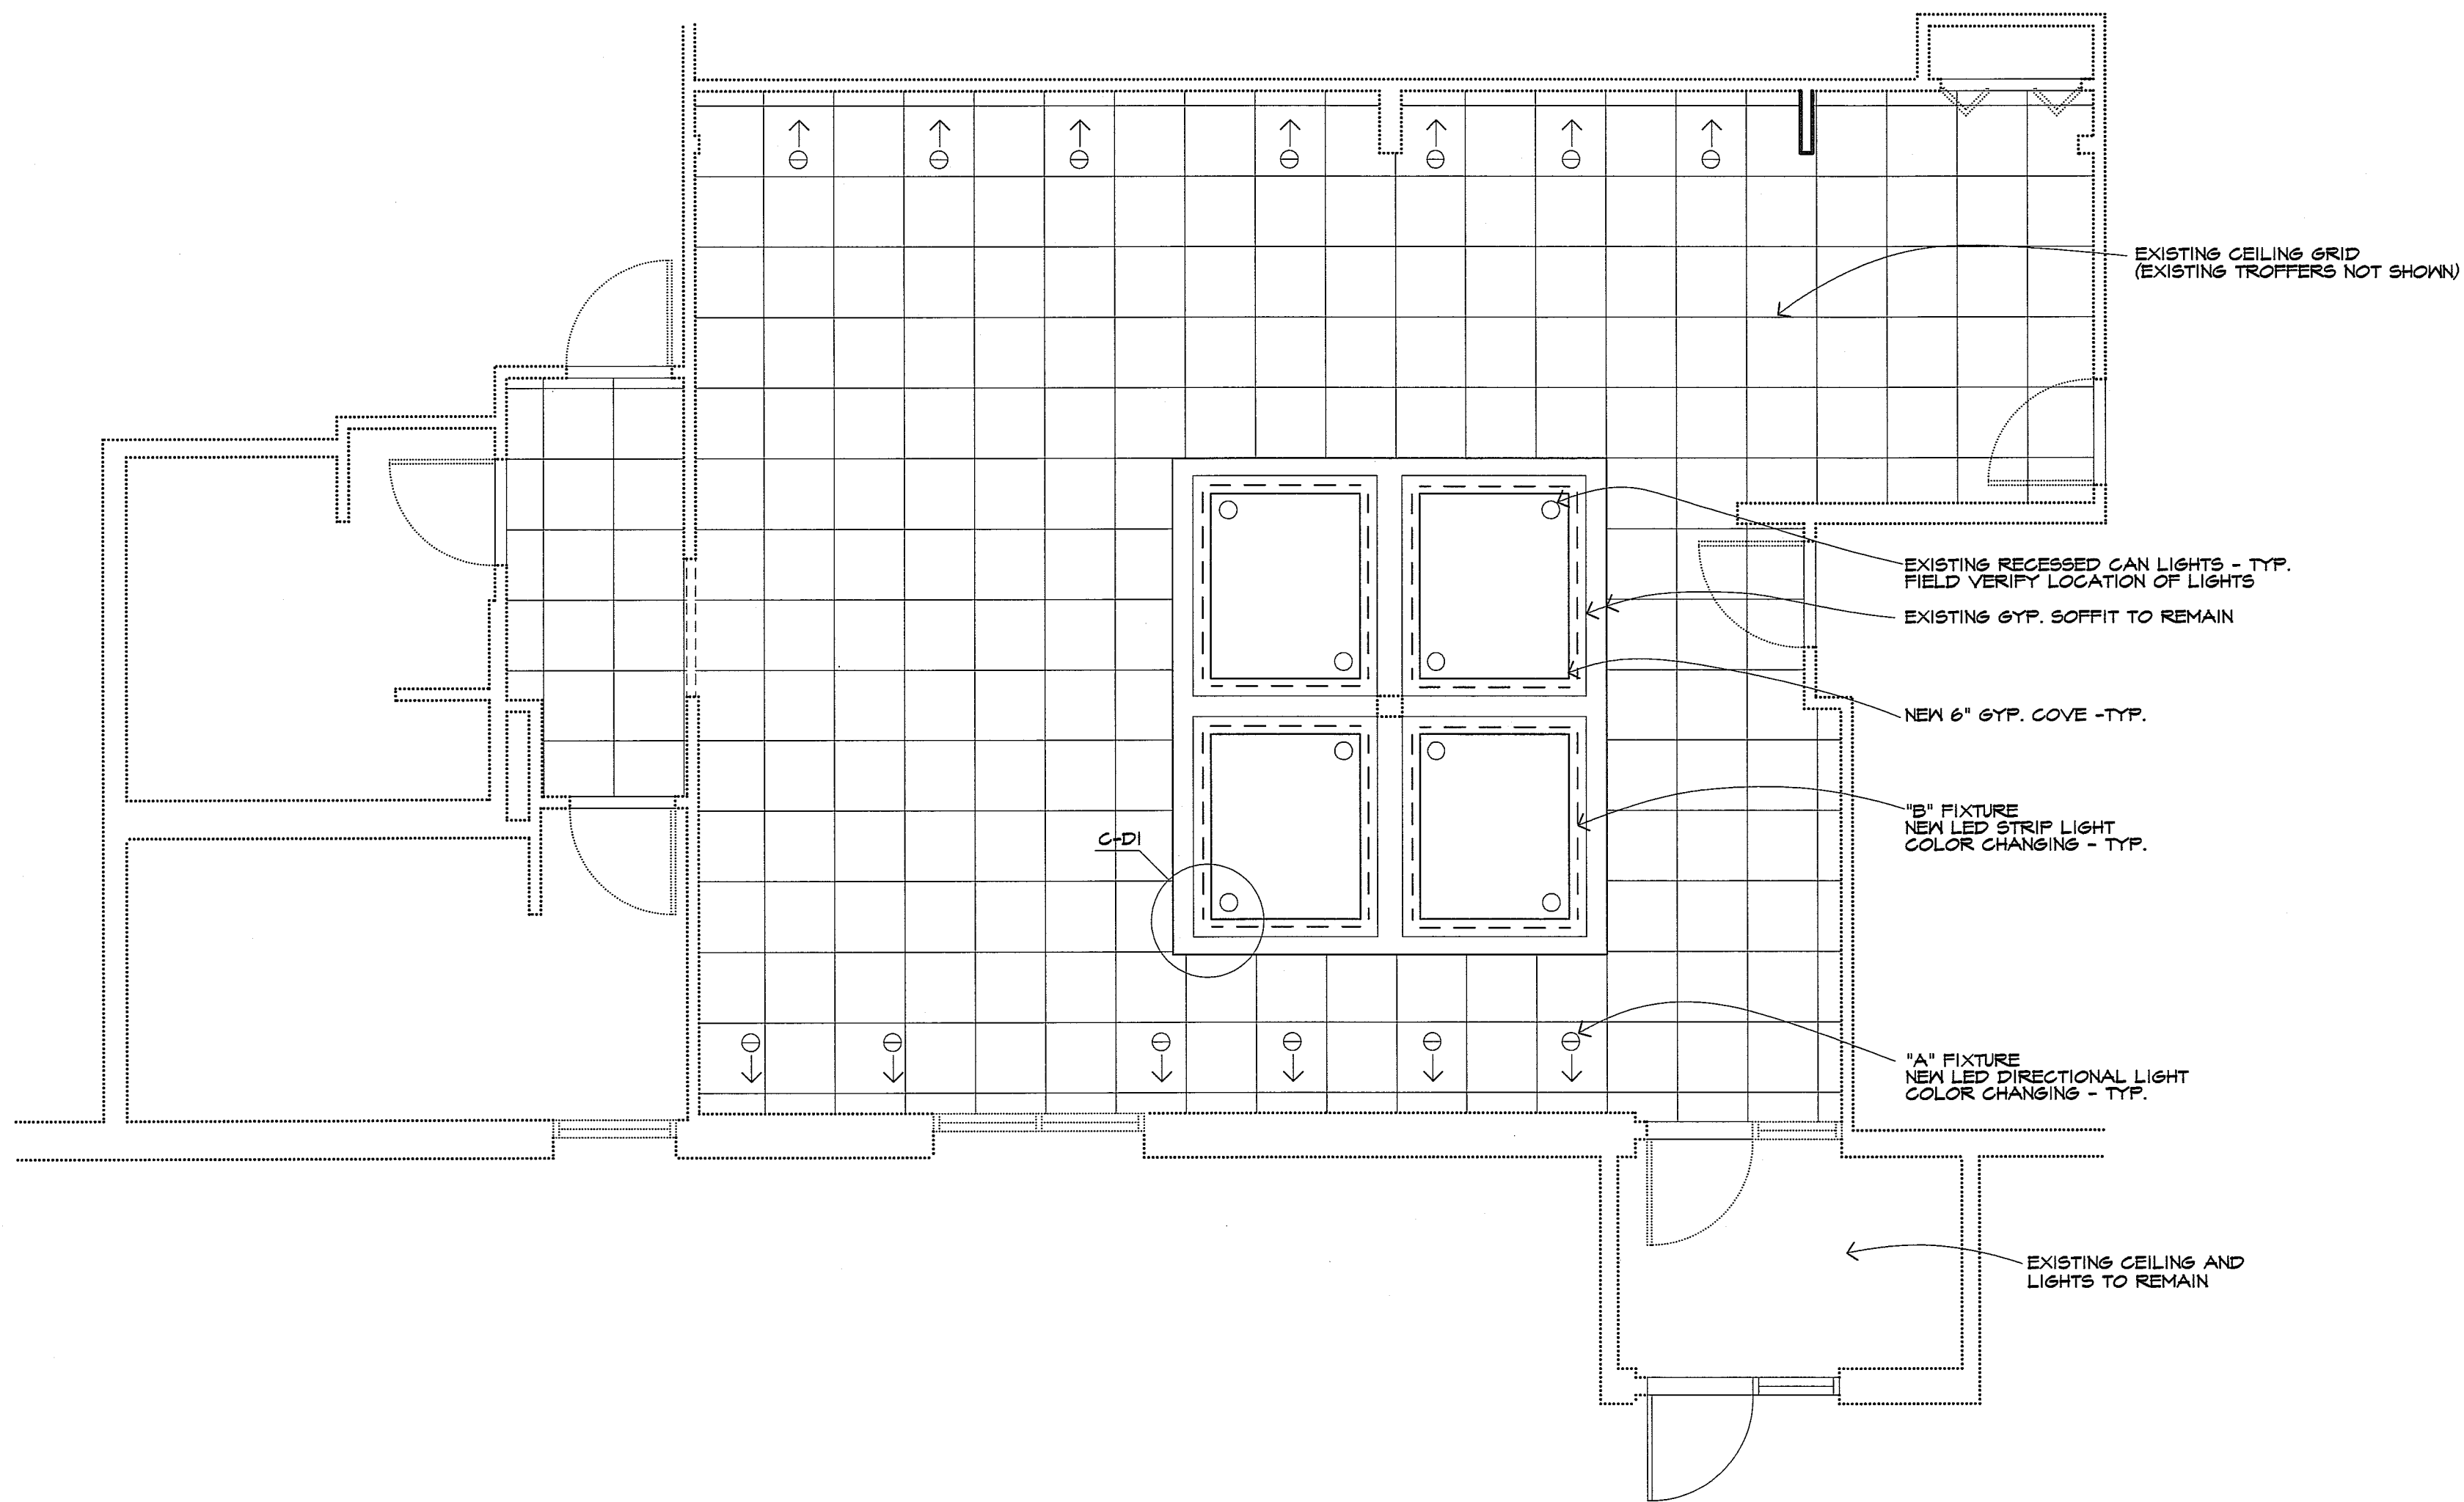 EXISTING CEILING GRID
(EXISTING TROFFERS NOT SHOWN)
EXISTING RECESSED CAN LIGHTS - TYP.
FIELD VERIFY LOCATION OF LIGHTS
EXISTING GYP. SOFFIT TO REMAIN
NEW 6" GYP. COVE -TYP.
"B" FIXTURE
NEW LED STRIP LIGHT
COLOR CHANGING - TYP.
C-D1
"A" FIXTURE
NEW LED DIRECTIONAL LIGHT
COLOR CHANGING - TYP.
EXISTING CEILING AND
LIGHTS TO REMAIN